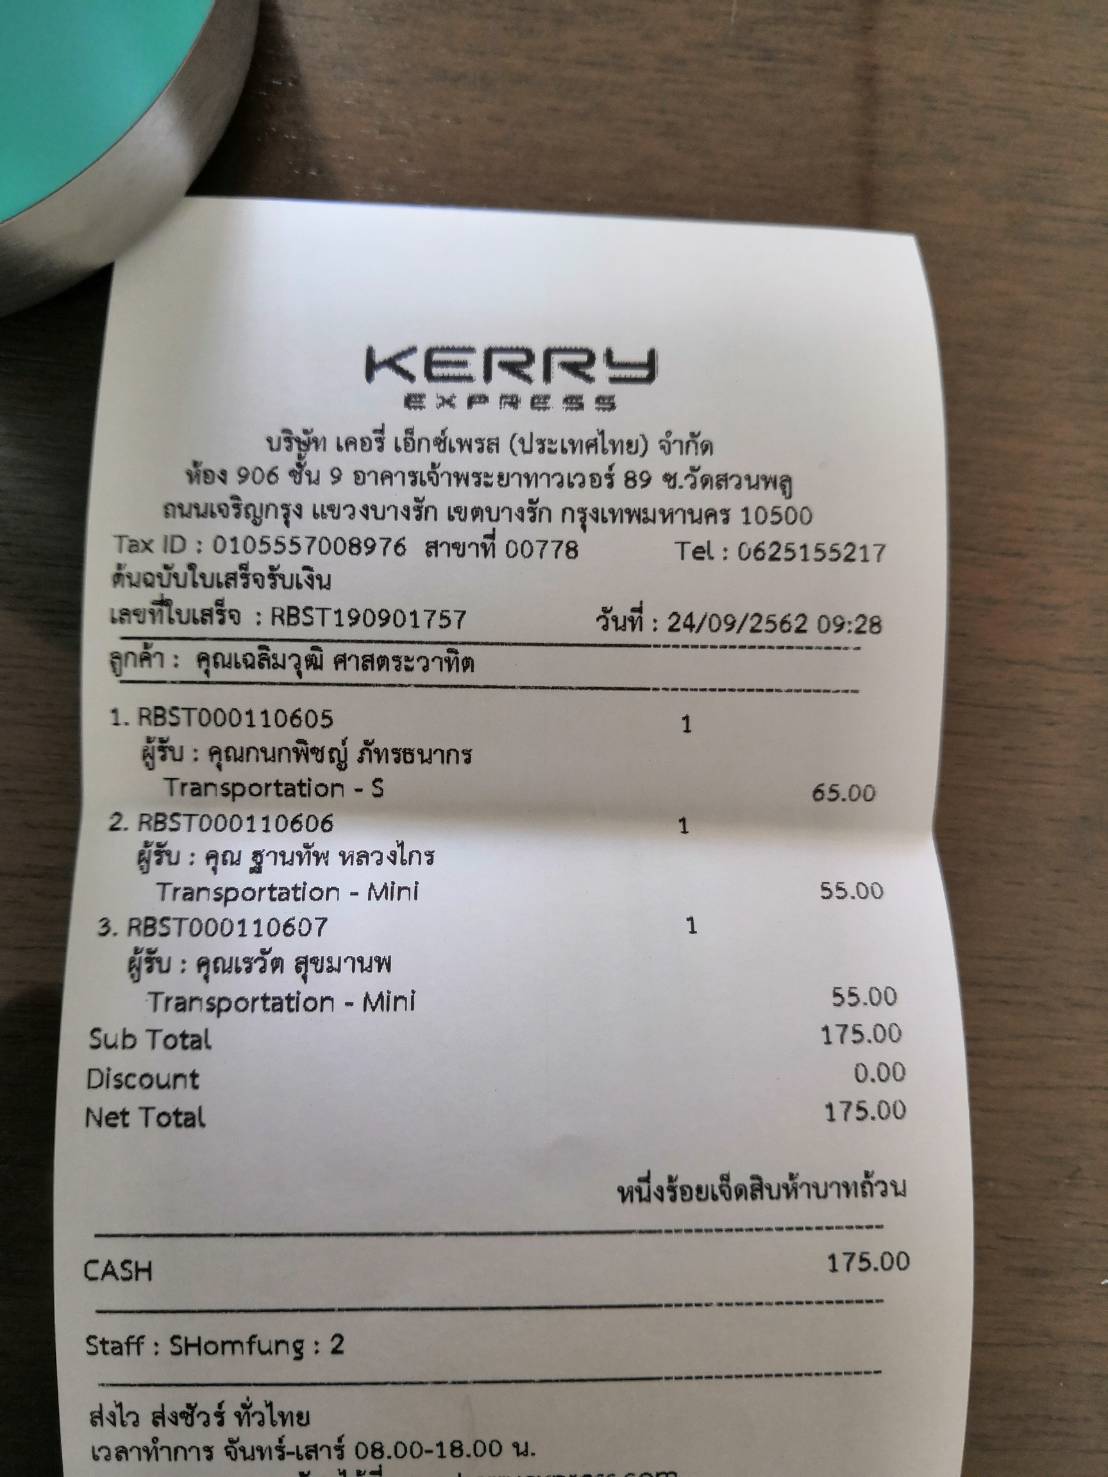 KERRY
EXPRESS
บริษัท เคอรี่ เอ็กซ์เพรส (ประเทศไทย) จำกัด
ห้อง 906 ชั้น 9 อาคารเจ้าพระยาทาวเวอร์ 89 ซ.วัดสวนพลู
ถนนเจริญกรุง แขวงบางรัก เขตบางรัก กรุงเทพมหานคร 10500
Tax ID : 0105557008976 สาขาที่ 00778 Tel : 0625155217
ต้นฉบับใบเสร็จรับเงิน
เลขที่ใบเสร็จ : RBST190901757 วันที่ : 24/09/2562 09:28
ลูกค้า : คุณเฉลิมวุฒิ ศาสตระวาทิต
1. RBST000110605 1
ผู้รับ : คุณกนกพิชญ์ ภัทรธนากร
Transportation - S 65.00
2. RBST000110606 1
ผู้รับ : คุณ ฐานทัพ หลวงไกร
Transportation - Mini 55.00
3. RBST000110607 1
ผู้รับ : คุณเรวัต สุขมานพ
Transportation - Mini 55.00
Sub Total 175.00
Discount 0.00
Net Total 175.00
หนึ่งร้อยเจ็ดสิบห้าบาทถ้วน
CASH 175.00
Staff : SHomfung : 2
ส่งไว ส่งชัวร์ ทั่วไทย
เวลาทำการ จันทร์-เสาร์ 08.00-18.00 น.